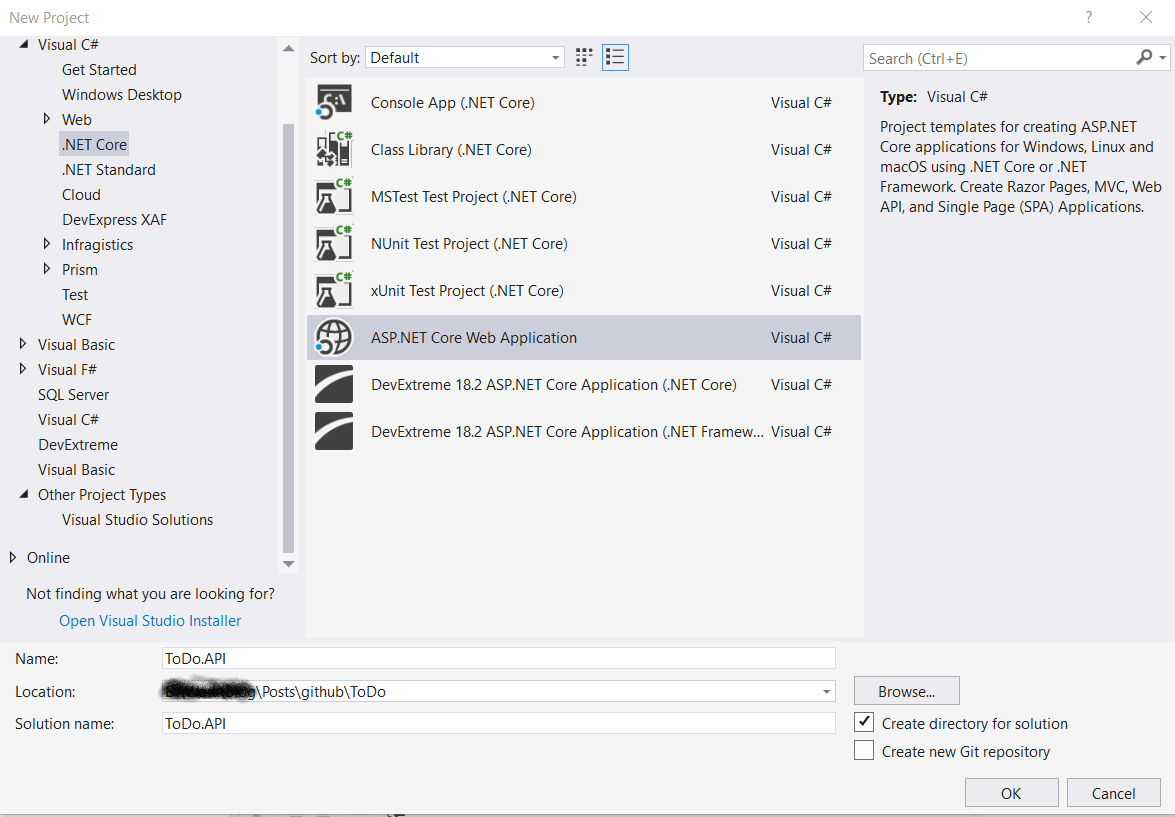 New Project
?
Visual C#
Get Started
Windows Desktop
Web
.NET Core
.NET Standard
Cloud
DevExpress XAF
Infragistics
Prism
Test
WCF
Visual Basic
Visual F#
SQL Server
Visual C#
DevExtreme
Visual Basic
Other Project Types
Visual Studio Solutions
Online
Not finding what you are looking for?
Open Visual Studio Installer
Sort by: Default
Console App (.NET Core) Visual C#
Class Library (.NET Core) Visual C#
MSTest Test Project (.NET Core) Visual C#
NUnit Test Project (.NET Core) Visual C#
xUnit Test Project (.NET Core) Visual C#
ASP.NET Core Web Application Visual C#
DevExtreme 18.2 ASP.NET Core Application (.NET Core) Visual C#
DevExtreme 18.2 ASP.NET Core Application (.NET Framew... Visual C#
Search (Ctrl+E)
Type: Visual C#
Project templates for creating ASP.NET
Core applications for Windows, Linux and
macOS using .NET Core or .NET
Framework. Create Razor Pages, MVC, Web
API, and Single Page (SPA) Applications.
Name: ToDo.API
Location: \Posts\github\ToDo
Browse...
Solution name: ToDo.API
Create directory for solution
Create new Git repository
OK
Cancel